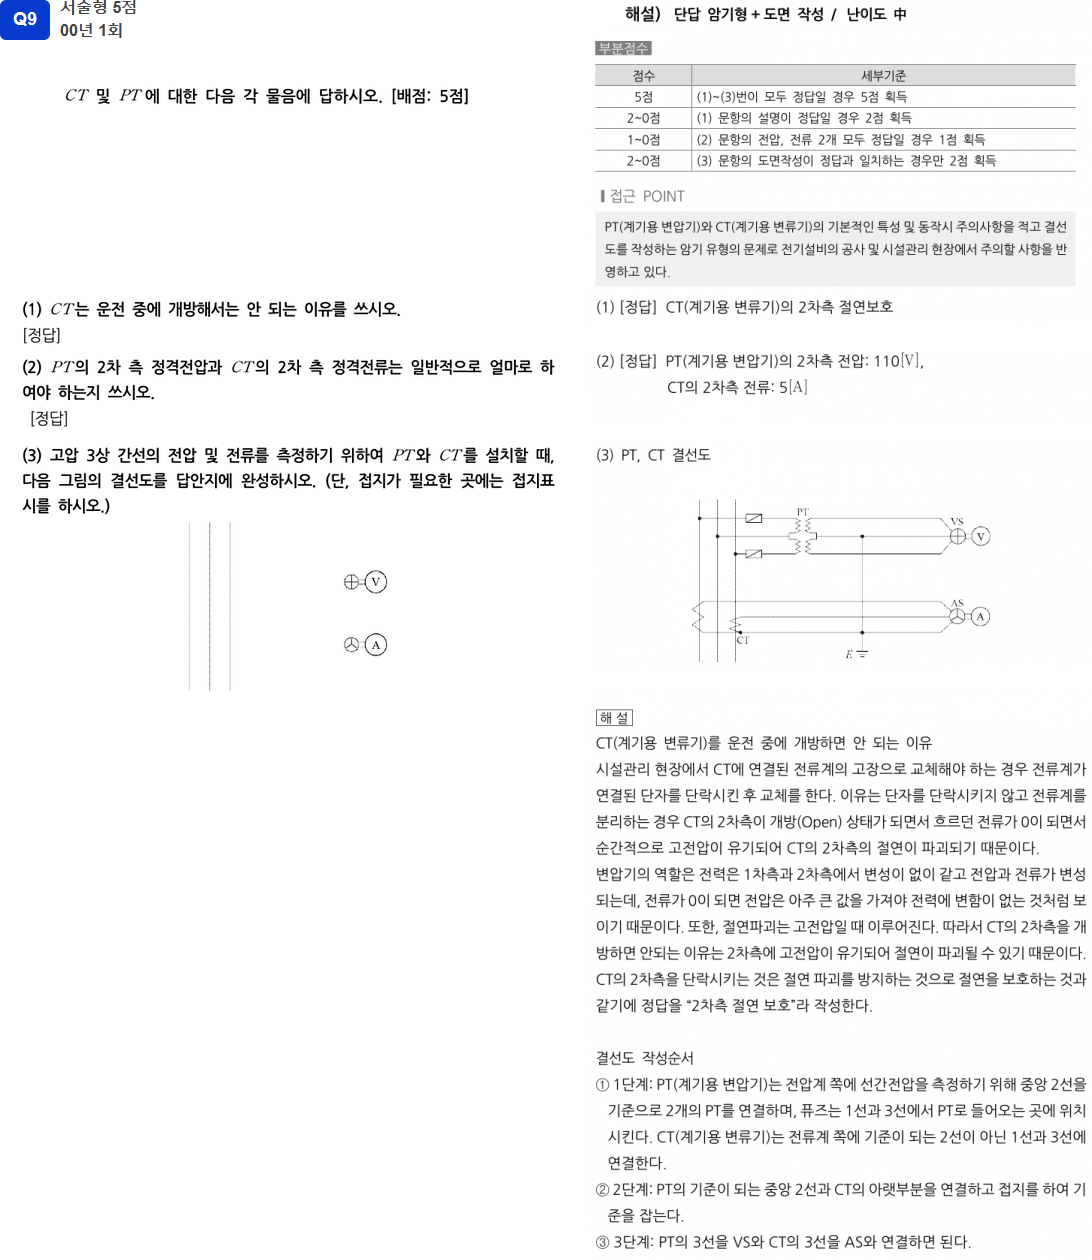 Q9
서술형 5점
00년 1회
CT 및 PT에 대한 다음 각 물음에 답하시오. [배점: 5점]
(1) CT는 운전 중에 개방해서는 안 되는 이유를 쓰시오.
[정답]
(2) PT의 2차 측 정격전압과 CT의 2차 측 정격전류는 일반적으로 얼마로 하
여야 하는지 쓰시오.
[정답]
(3) 고압 3상 간선의 전압 및 전류를 측정하기 위하여 PT와 CT를 설치할 때,
다음 그림의 결선도를 답안지에 완성하시오. (단, 접지가 필요한 곳에는 접지표
시를 하시오.)
V
A
해설) 단답 암기형 + 도면 작성 / 난이도 中
부분점수
점수 세부기준
5점 (1)~(3)번이 모두 정답일 경우 5점 획득
2~0점 (1) 문항의 설명이 정답일 경우 2점 획득
1~0점 (2) 문항의 전압, 전류 2개 모두 정답일 경우 1점 획득
2~0점 (3) 문항의 도면작성이 정답과 일치하는 경우만 2점 획득
접근 POINT
PT(계기용 변압기)와 CT(계기용 변류기)의 기본적인 특성 및 동작시 주의사항을 적고 결선
도를 작성하는 암기 유형의 문제로 전기설비의 공사 및 시설관리 현장에서 주의할 사항을 반
영하고 있다.
(1) [정답] CT(계기용 변류기)의 2차측 절연보호
(2) [정답] PT(계기용 변압기)의 2차측 전압: 110[V],
CT의 2차측 전류: 5[A]
(3) PT, CT 결선도
PT
VS
V
AS
A
CT
E
해 설
CT(계기용 변류기)를 운전 중에 개방하면 안 되는 이유
시설관리 현장에서 CT에 연결된 전류계의 고장으로 교체해야 하는 경우 전류계가
연결된 단자를 단락시킨 후 교체를 한다. 이유는 단자를 단락시키지 않고 전류계를
분리하는 경우 CT의 2차측이 개방(Open) 상태가 되면서 흐르던 전류가 0이 되면서
순간적으로 고전압이 유기되어 CT의 2차측의 절연이 파괴되기 때문이다.
변압기의 역할은 전력은 1차측과 2차측에서 변성이 없이 같고 전압과 전류가 변성
되는데, 전류가 0이 되면 전압은 아주 큰 값을 가져야 전력에 변함이 없는 것처럼 보
이기 때문이다. 또한, 절연파괴는 고전압일 때 이루어진다. 따라서 CT의 2차측을 개
방하면 안되는 이유는 2차측에 고전압이 유기되어 절연이 파괴될 수 있기 때문이다.
CT의 2차측을 단락시키는 것은 절연 파괴를 방지하는 것으로 절연을 보호하는 것과
같기에 정답을 “2차측 절연 보호”라 작성한다.
결선도 작성순서
① 1단계: PT(계기용 변압기)는 전압계 쪽에 선간전압을 측정하기 위해 중앙 2선을
기준으로 2개의 PT를 연결하며, 퓨즈는 1선과 3선에서 PT로 들어오는 곳에 위치
시킨다. CT(계기용 변류기)는 전류계 쪽에 기준이 되는 2선이 아닌 1선과 3선에
연결한다.
② 2단계: PT의 기준이 되는 중앙 2선과 CT의 아랫부분을 연결하고 접지를 하여 기
준을 잡는다.
③ 3단계: PT의 3선을 VS와 CT의 3선을 AS와 연결하면 된다.